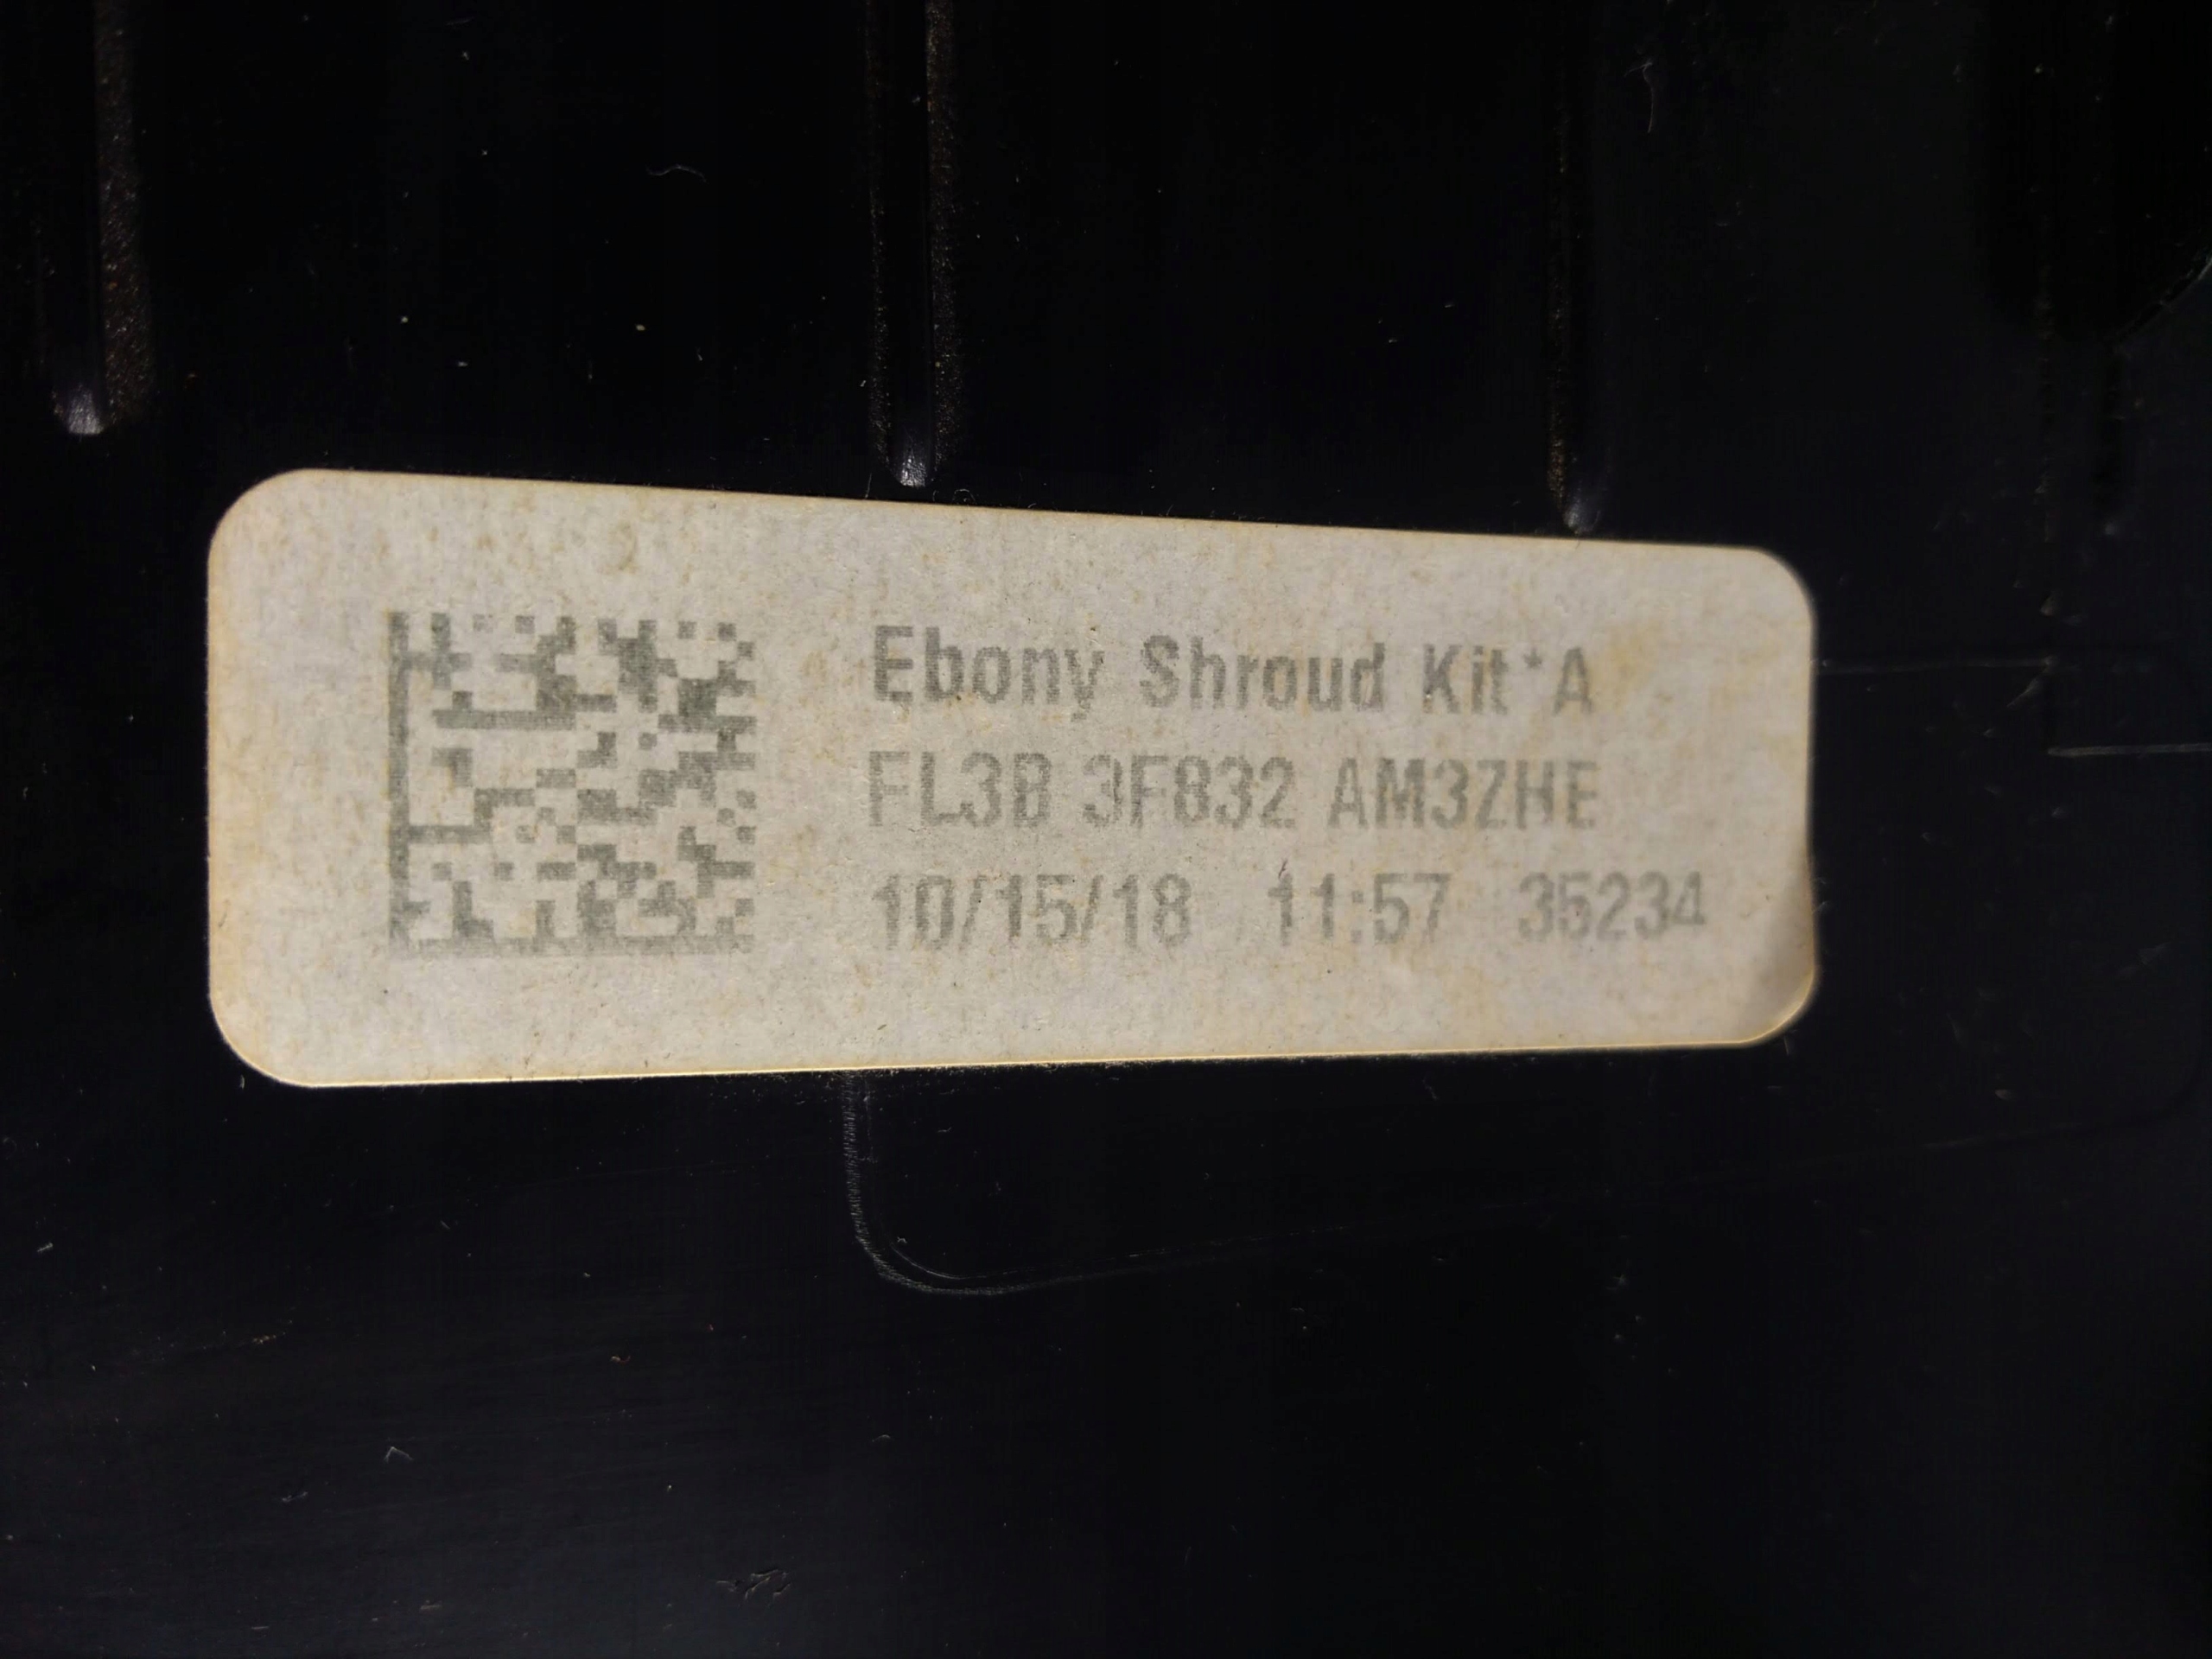 Ebony Shroud Kit*A
FL3B 3F832 AM3ZHE
10/15/18 11:57 35234